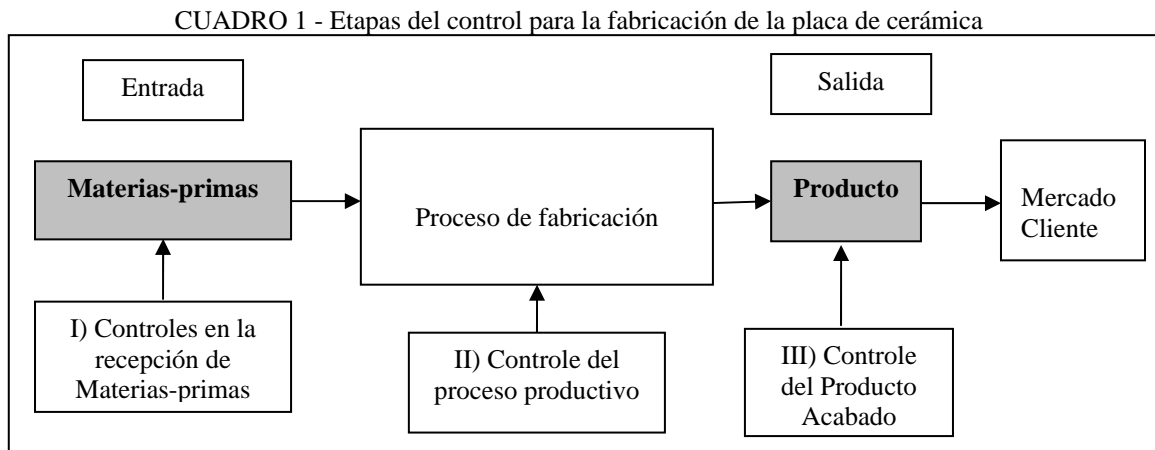 CUADRO 1 - Etapas del control para la fabricación de la placa de cerámica
Entrada
Salida
Materias-primas
Proceso de fabricación
Producto
Mercado
Cliente
I) Controles en la
recepción de
Materias-primas
II) Controle del
proceso productivo
III) Controle
del Producto
Acabado